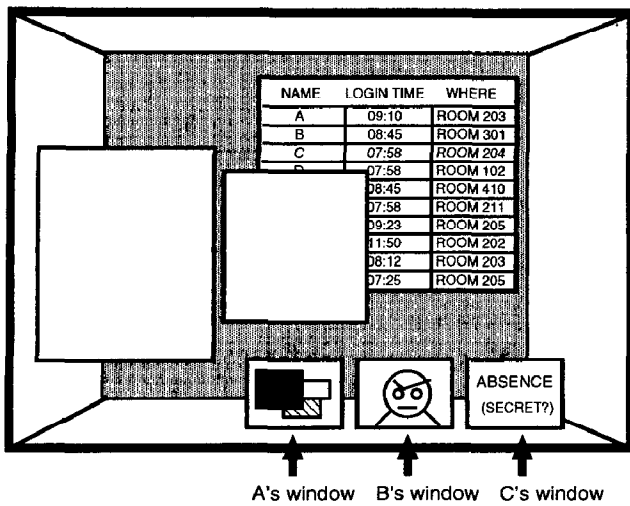 NAME LOGIN TIME WHERE
A 09:10 ROOM 203
B 08:45 ROOM 301
C 07:58 ROOM 204
07:58 ROOM 102
08:45 ROOM 410
07:58 ROOM 211
09:23 ROOM 205
11:50 ROOM 202
08:12 ROOM 203
07:25 ROOM 205
ABSENCE
(SECRET?)
A's window B's window C's window